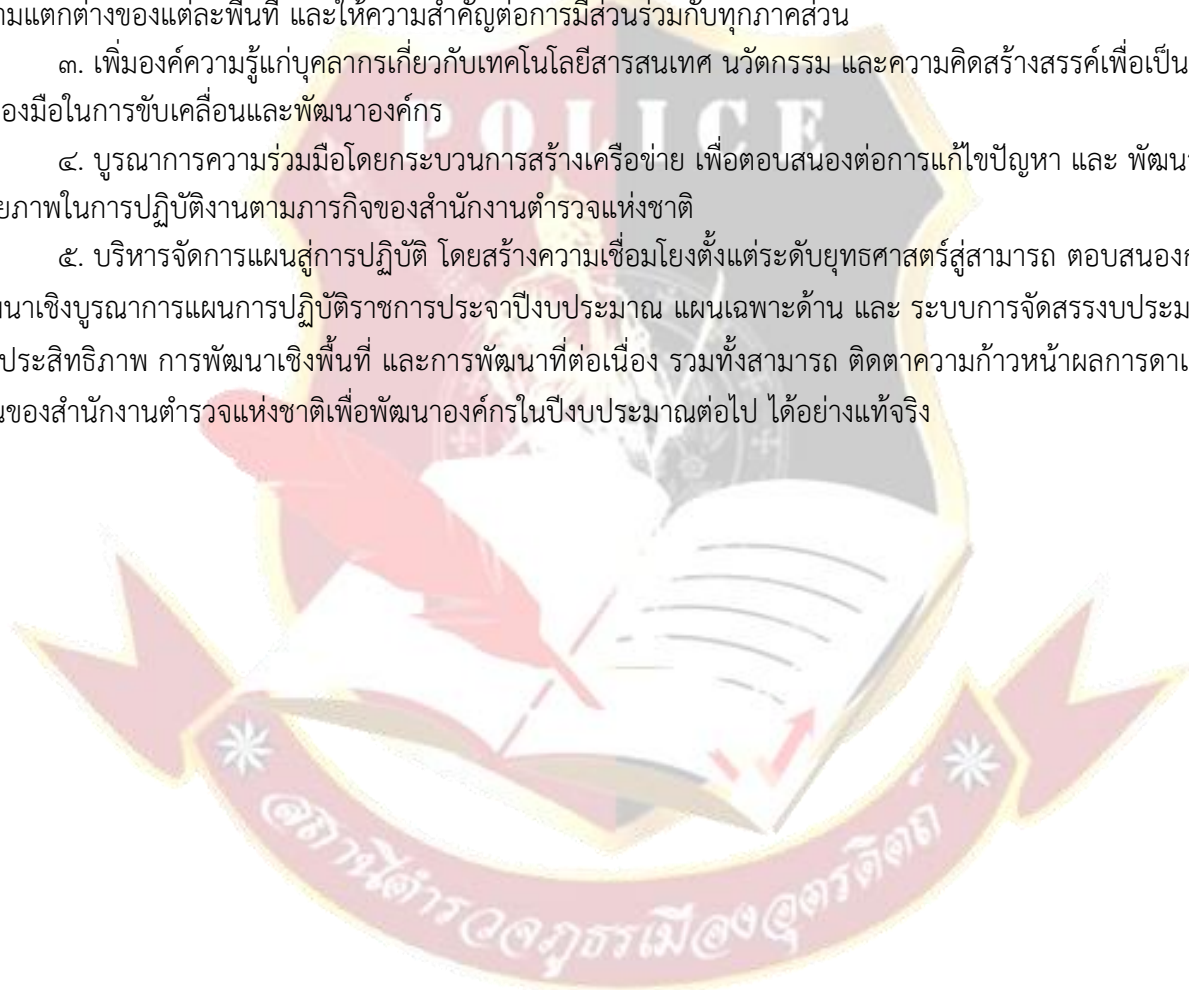 ามแตกต่างของแต่ละพื้นที่ และให้ความสำคัญต่อการมีส่วนร่วมกับทุกภาคส่วน
๓. เพิ่มองค์ความรู้แก่บุคลากรเกี่ยวกับเทคโนโลยีสารสนเทศ นวัตกรรม และความคิดสร้างสรรค์เพื่อเป็น
องมือในการขับเคลื่อนและพัฒนาองค์กร
๔. บูรณาการความร่วมมือโดยกระบวนการสร้างเครือข่าย เพื่อตอบสนองต่อการแก้ไขปัญหา และ พัฒนา
ยภาพในการปฏิบัติงานตามภารกิจของสำนักงานตำรวจแห่งชาติ
๕. บริหารจัดการแผนสู่การปฏิบัติ โดยสร้างความเชื่อมโยงตั้งแต่ระดับยุทธศาสตร์สู่สามารถ ตอบสนองก
นาเชิงบูรณาการแผนการปฏิบัติราชการประจาปีงบประมาณ แผนเฉพาะด้าน และ ระบบการจัดสรรงบประม
ประสิทธิภาพ การพัฒนาเชิงพื้นที่ และการพัฒนาที่ต่อเนื่อง รวมทั้งสามารถ ติดตาความก้าวหน้าผลการดาเ
นของสำนักงานตำรวจแห่งชาติเพื่อพัฒนาองค์กรในปีงบประมาณต่อไป ได้อย่างแท้จริง
POLICE
สถานีตำรวจภูธรเมืองอุตรดิตถ์